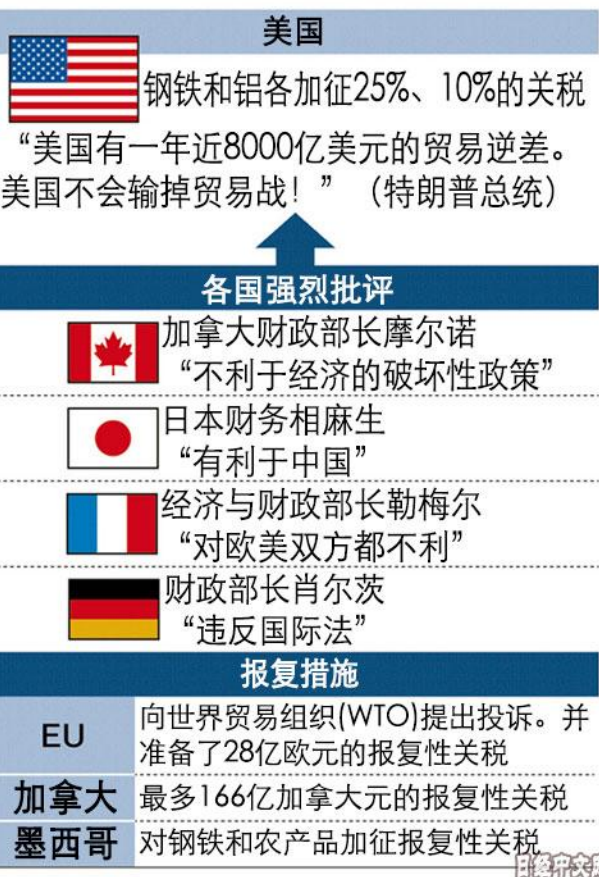 美国
钢铁和铝各加征25%、10%的关税
“美国有一年近8000亿美元的贸易逆差。
美国不会输掉贸易战！”（特朗普总统）
各国强烈批评
加拿大财政部长摩尔诺
“不利于经济的破坏性政策”
日本财务相麻生
“有利于中国”
经济与财政部长勒梅尔
“对欧美双方都不利”
财政部长肖尔茨
“违反国际法”
报复措施
EU
向世界贸易组织(WTO)提出投诉。并
准备了28亿欧元的报复性关税
加拿大
最多166亿加拿大元的报复性关税
墨西哥
对钢铁和农产品加征报复性关税
日经中文网